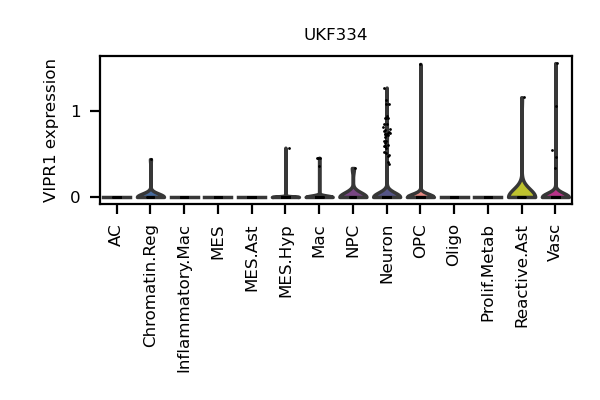 UKF334
VIPR1 expression
1
0
AC
Chromatin.Reg
Inflammatory.Mac
MES
MES.Ast
MES.Hyp
Mac
NPC
Neuron
OPC
Oligo
Prolif.Metab
Reactive.Ast
Vasc